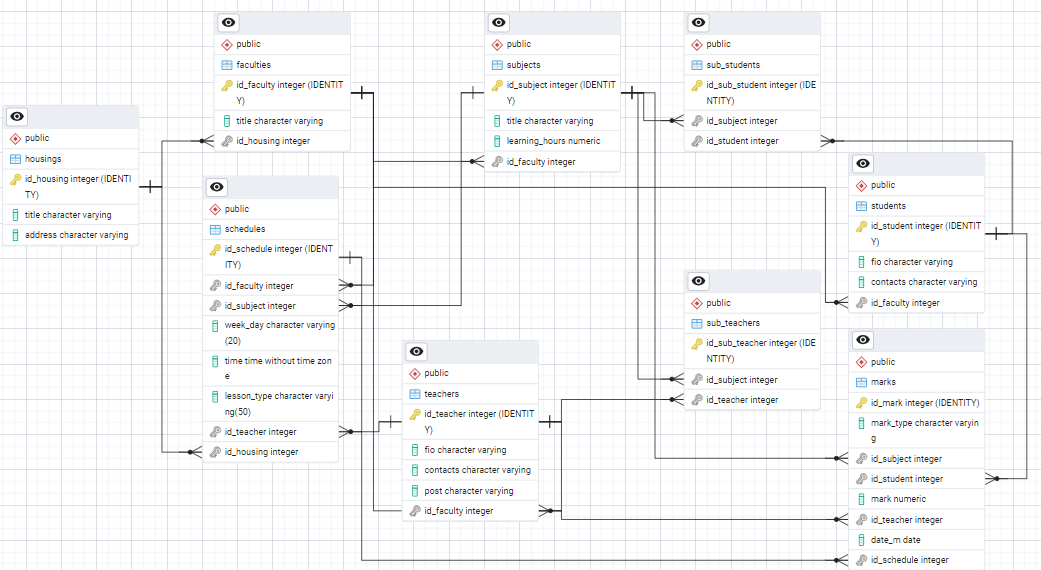 public
faculties
id_faculty integer (IDENTIT
Y)
title character varying
id_housing integer
public
subjects
id_subject integer (IDENTIT
Y)
title character varying
learning_hours numeric
id_faculty integer
public
sub_students
id_sub_student integer (IDE
NTITY)
id_subject integer
id_student integer
public
housings
id_housing integer (IDENTI
TY)
title character varying
address character varying
public
students
id_student integer (IDENTIT
Y)
fio character varying
contacts character varying
id_faculty integer
public
schedules
id_schedule integer (IDENT
ITY)
id_faculty integer
id_subject integer
week_day character varying
(20)
time time without time zon
e
lesson_type character varyi
ng(50)
id_teacher integer
id_housing integer
public
sub_teachers
id_sub_teacher integer (IDE
NTITY)
id_subject integer
id_teacher integer
public
teachers
id_teacher integer (IDENTIT
Y)
fio character varying
contacts character varying
post character varying
id_faculty integer
public
marks
id_mark integer (IDENTITY)
mark_type character varyin
g
id_subject integer
id_student integer
mark numeric
id_teacher integer
date_m date
id_schedule integer